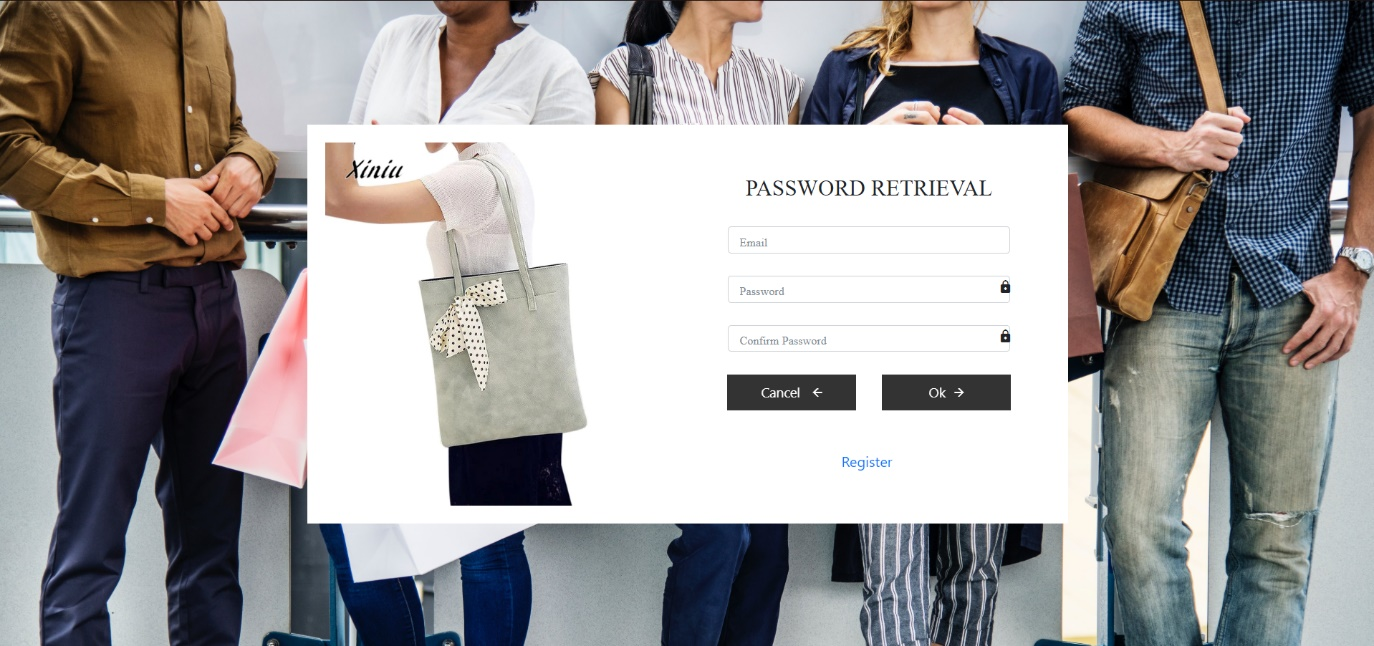 Xiniu
PASSWORD RETRIEVAL
Email
Password
Confirm Password
Cancel
Ok
Register